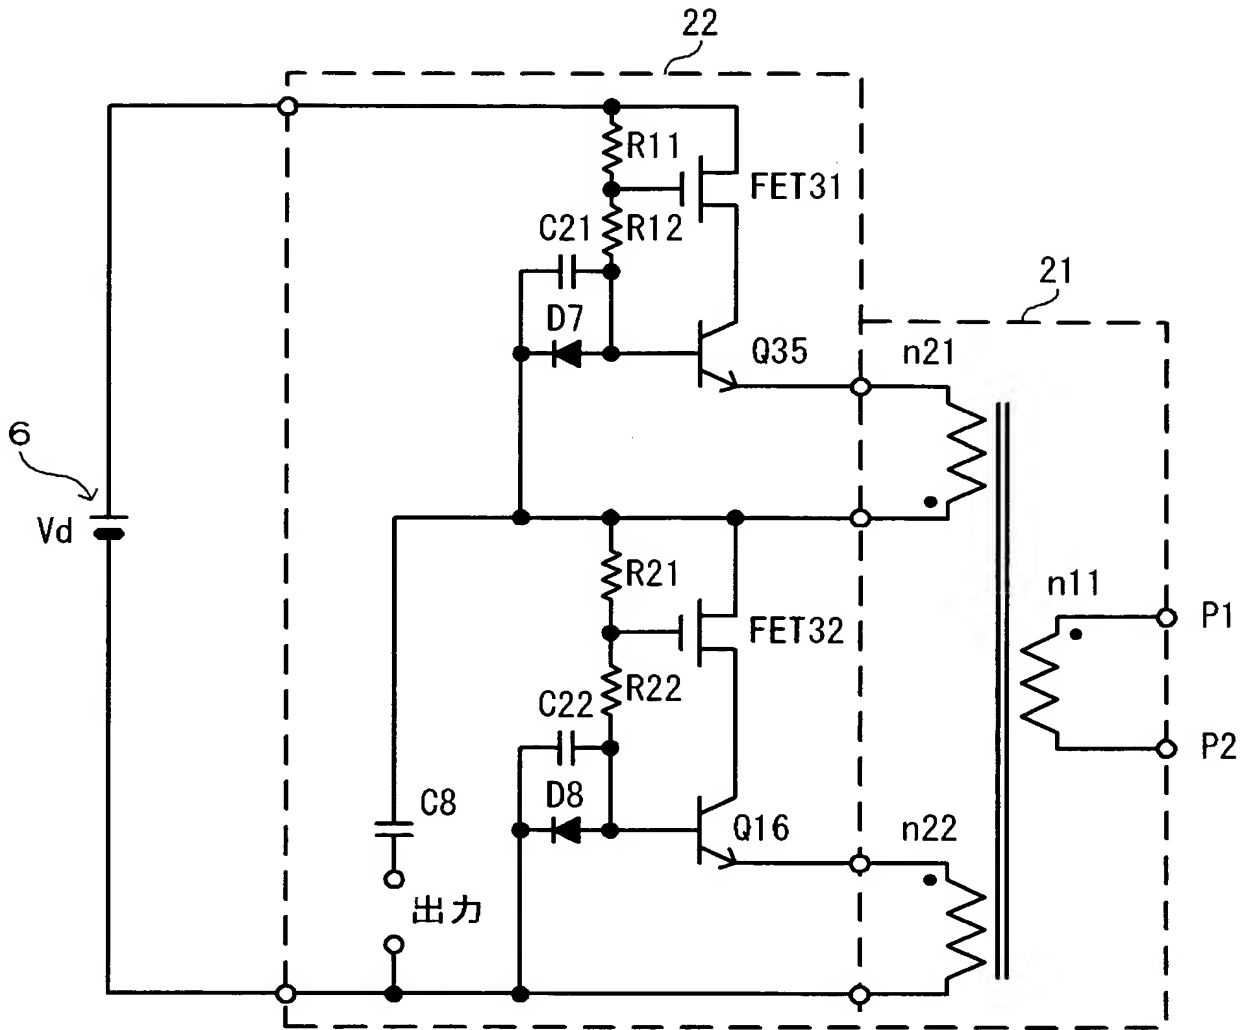 22
R11
FET31
C21
R12
21
D7
Q35
n21
6
Vd
R21
n11
FET32
P1
R22
C22
P2
D8
C8
Q16
n22
出力